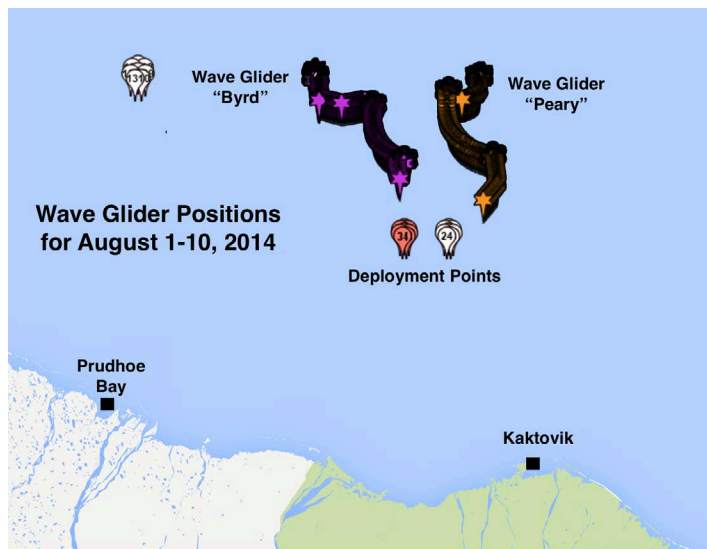 Wave Glider
“Byrd”
Wave Glider
“Peary”
Wave Glider Positions
for August 1-10, 2014
34
24
Deployment Points
Prudhoe
Bay
Kaktovik